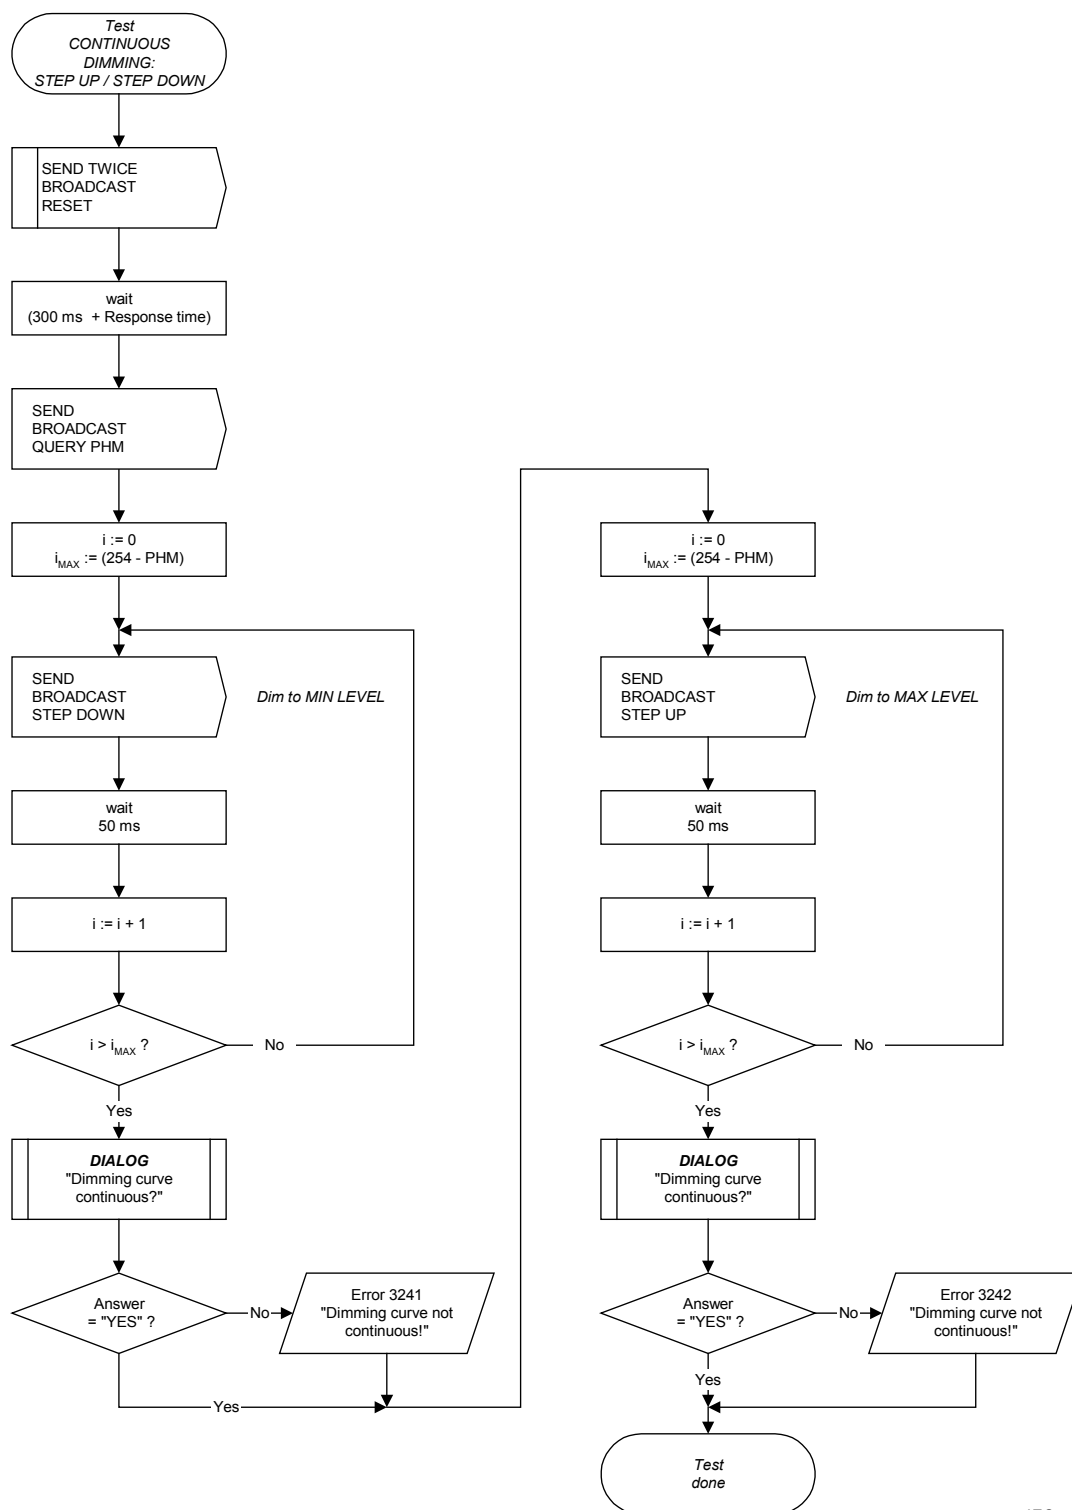 Test
CONTINUOUS
DIMMING:
STEP UP / STEP DOWN
SEND TWICE
BROADCAST
RESET
wait
(300 ms + Response time)
SEND
BROADCAST
QUERY PHM
i := 0
iMAX := (254 - PHM)
SEND
BROADCAST
STEP DOWN
Dim to MIN LEVEL
wait
50 ms
i := i + 1
i > iMAX ?
No
Yes
DIALOG
"Dimming curve
continuous?"
Answer
= "YES" ?
No
Error 3241
"Dimming curve not
continuous!"
Yes
i := 0
iMAX := (254 - PHM)
SEND
BROADCAST
STEP UP
Dim to MAX LEVEL
wait
50 ms
i := i + 1
i > iMAX ?
No
Yes
DIALOG
"Dimming curve
continuous?"
Answer
= "YES" ?
No
Error 3242
"Dimming curve not
continuous!"
Yes
Test
done